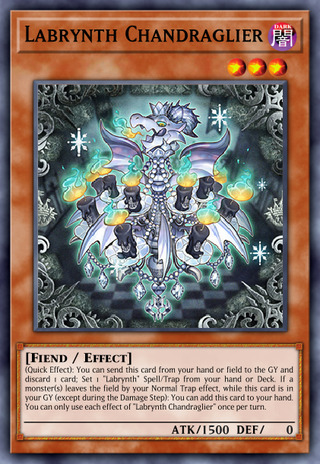 Labrynth Chandraglier
DARK
闇
[Fiend / Effect]
(Quick Effect): You can send this card from your hand or field to the GY and
discard 1 card; Set 1 "Labrynth" Spell/Trap from your hand or Deck. If a
monster(s) leaves the field by your Normal Trap effect, while this card is in
your GY (except during the Damage Step): You can add this card to your hand.
You can only use each effect of "Labrynth Chandraglier" once per turn.
ATK/1500 DEF/ 0